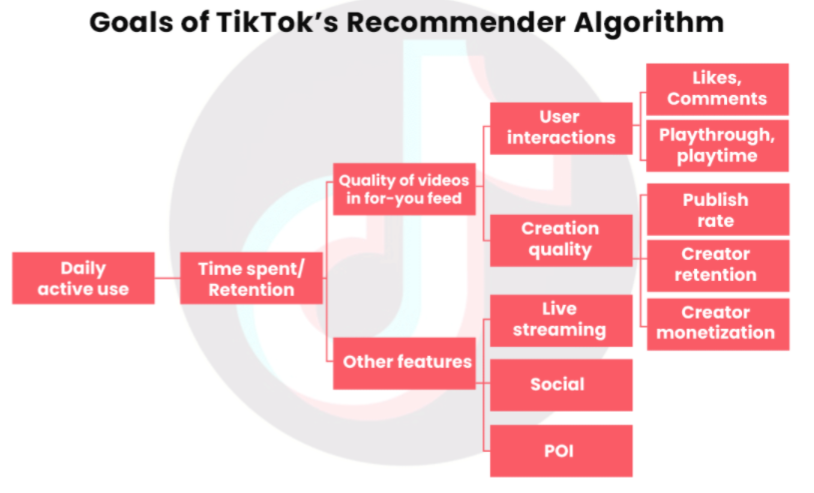 Goals of TikTok’s Recommender Algorithm
Daily
active use
Time spent/
Retention
Quality of videos
in for-you feed
Other features
User
interactions
Creation
quality
Live
streaming
Social
POI
Likes,
Comments
Playthrough,
playtime
Publish
rate
Creator
retention
Creator
monetization